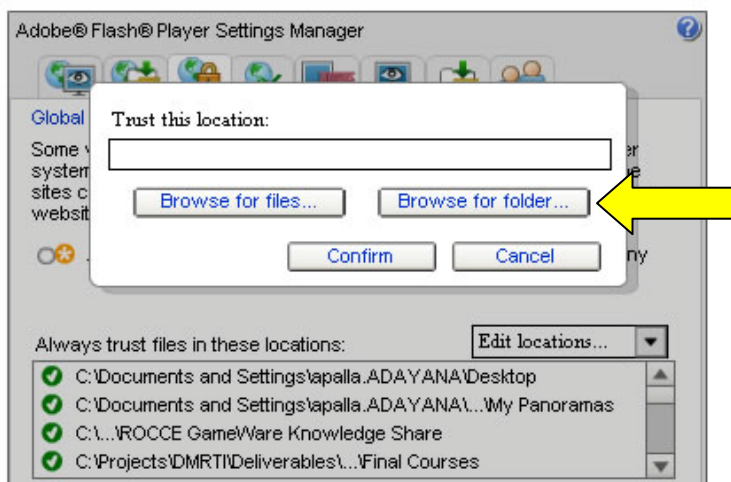 Adobe® Flash® Player Settings Manager
Global
Trust this location:
Some
system
sites c
websit
Browse for files... Browse for folder...
Confirm Cancel
ny
Always trust files in these locations: Edit locations...
C:\Documents and Settings\apalla.ADAYANA\Desktop
C:\Documents and Settings\apalla.ADAYANA\...\My Panoramas
C:\...\ROCCE GameWare Knowledge Share
C:\Projects\DMRTI\Deliverables\...\Final Courses